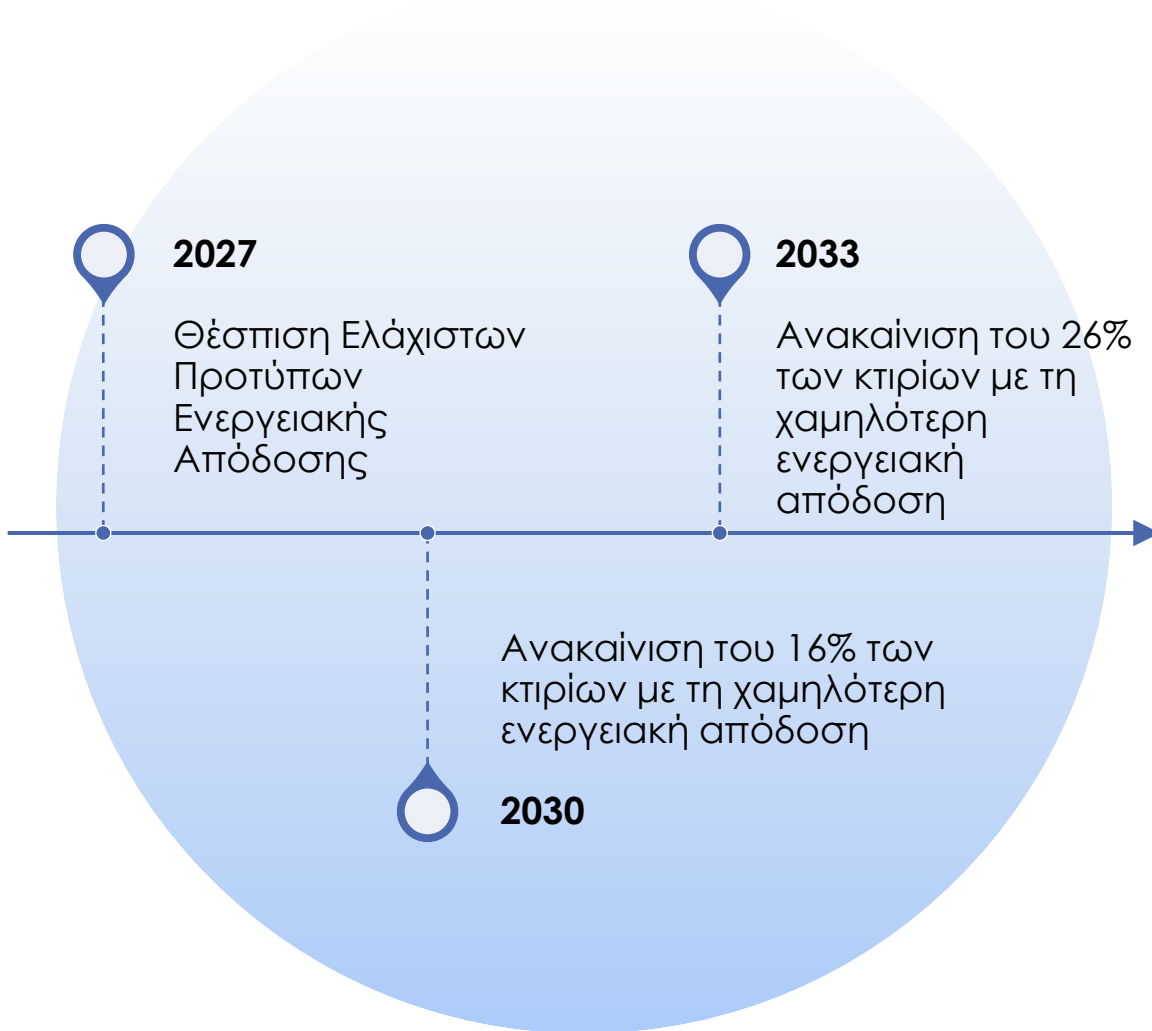 2027
Θέσπιση Ελάχιστων
Προτύπων
Ενεργειακής
Απόδοσης
2033
Ανακαίνιση του 26%
των κτιρίων με τη
χαμηλότερη
ενεργειακή
απόδοση
Ανακαίνιση του 16% των
κτιρίων με τη χαμηλότερη
ενεργειακή απόδοση
2030